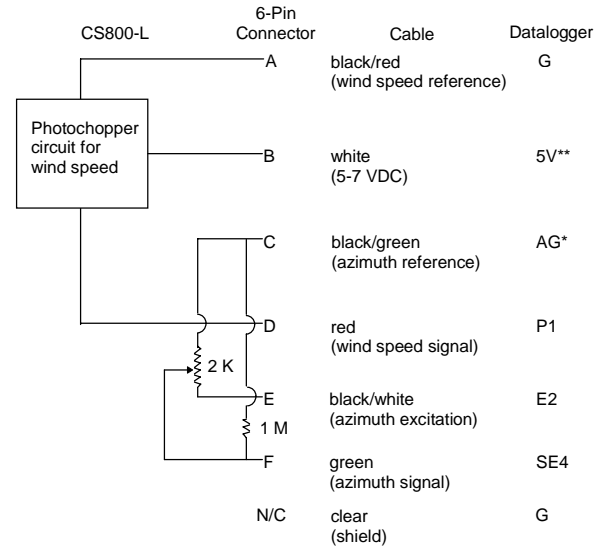 6-Pin
CS800-L Connector Cable Datalogger
A black/red G
(wind speed reference)
Photochopper
circuit for
wind speed
B white 5V**
(5-7 VDC)
C black/green AG*
(azimuth reference)
D red P1
(wind speed signal)
2 K
E black/white E2
(azimuth excitation)
1 M
F green SE4
(azimuth signal)
N/C clear G
(shield)